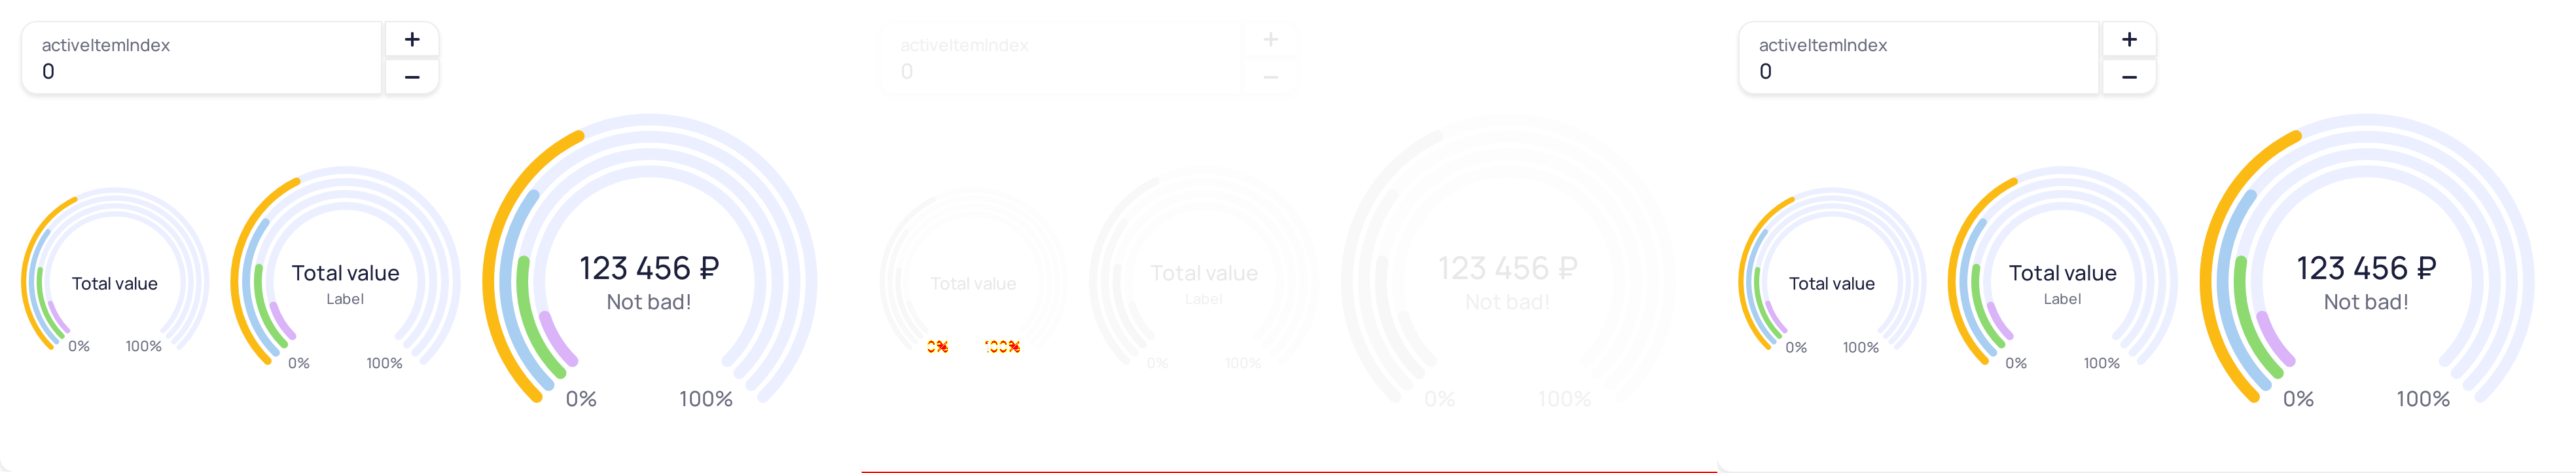 activeItemIndex
0
+
−
Total value
0% 100%
Total value
Label
0% 100%
123 456 ₽
Not bad!
0% 100%
activeItemIndex
0
+
−
Total value
0% 100%
Total value
Label
0% 100%
123 456 ₽
Not bad!
0% 100%
activeItemIndex
0
+
−
Total value
0% 100%
Total value
Label
0% 100%
123 456 ₽
Not bad!
0% 100%